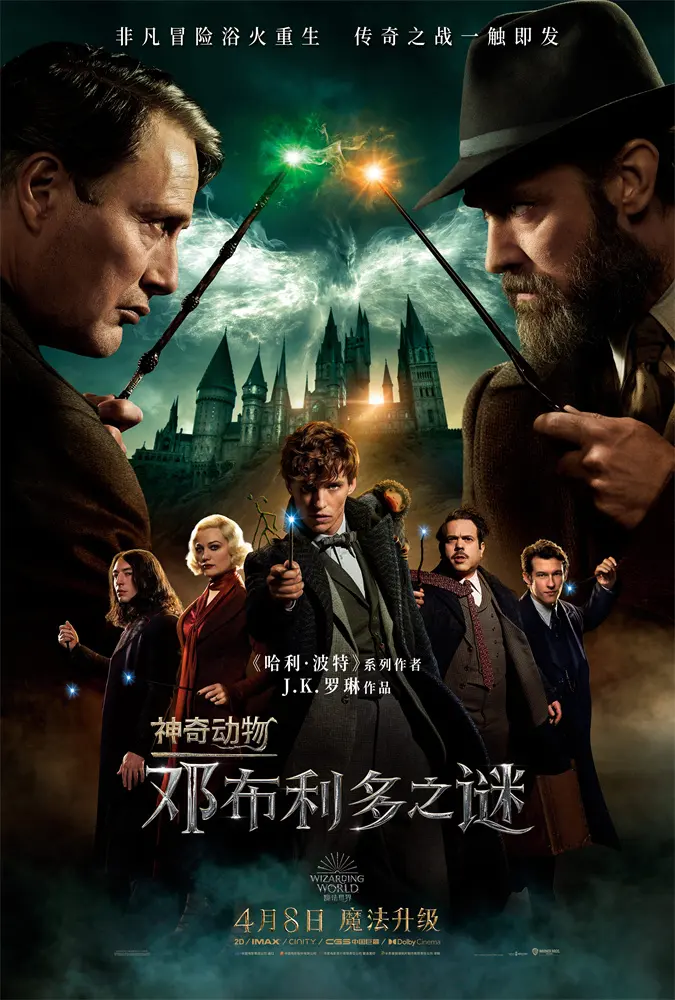 非凡冒险浴火重生 传奇之战一触即发
《哈利·波特》系列作者
J.K.罗琳作品
神奇动物
邓布利多之谜
WIZARDING
WORLD
魔法世界
4月8日 魔法升级
2D / IMAX / CINITY / CGS中国巨幕 / Dolby Cinema